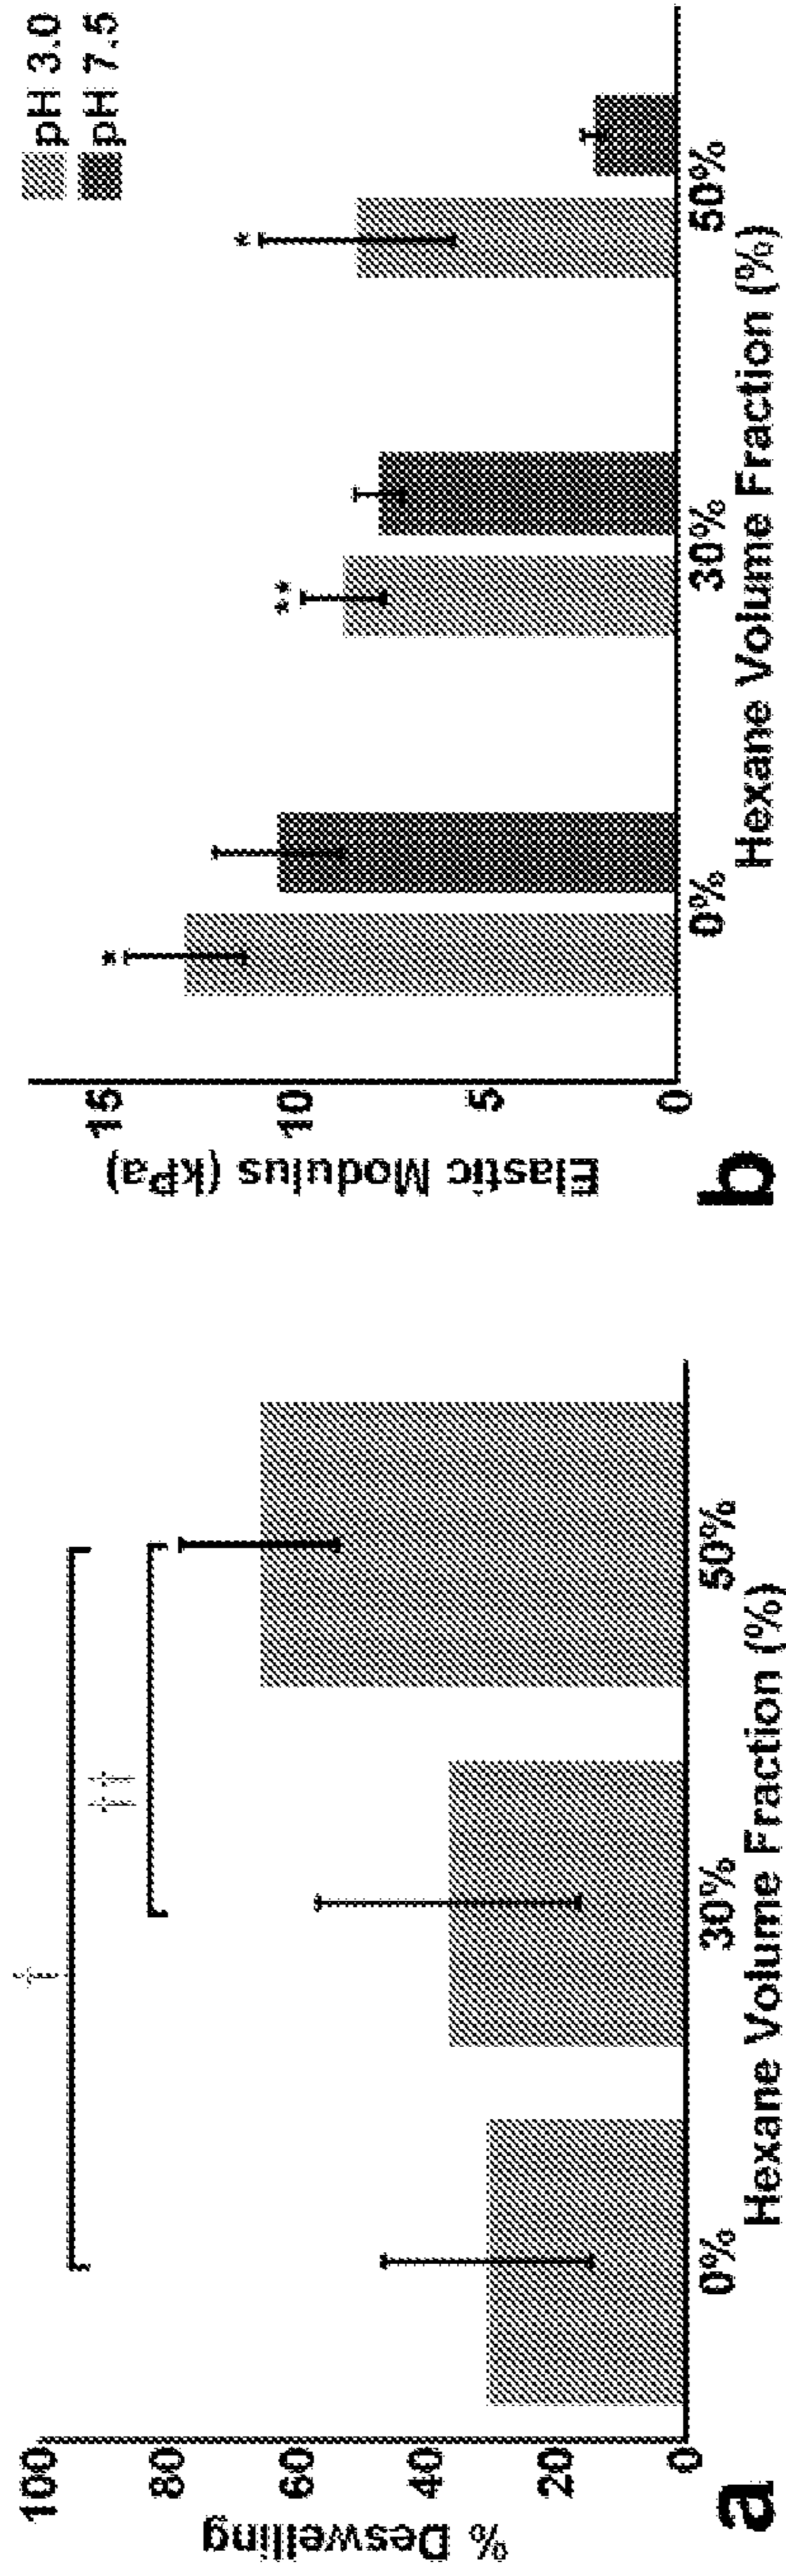 †
††
100
80
60
40
20
0
% Deswelling
0%
30%
50%
Hexane Volume Fraction (%)
a
pH 3.0
pH 7.5
*
**
*
15
10
5
0
Elastic Modulus (kPa)
0%
30%
50%
Hexane Volume Fraction (%)
b